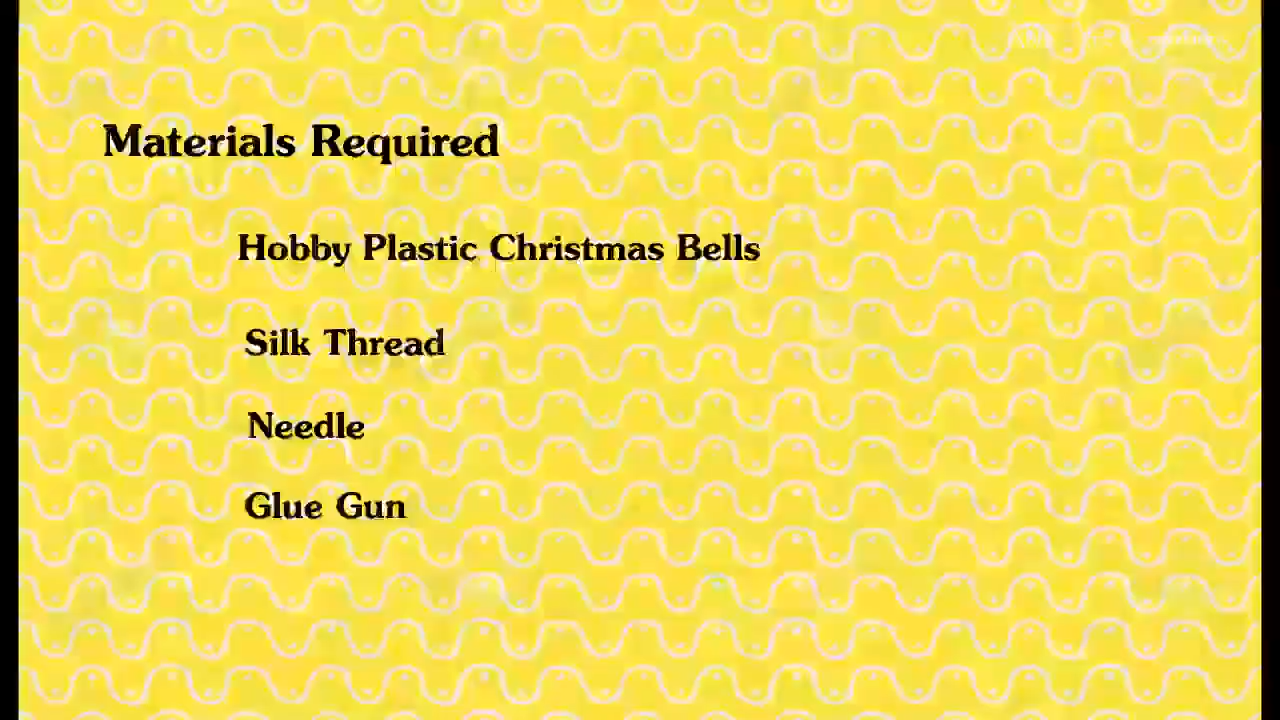 Materials Required
Hobby Plastic Christmas Bells
Silk Thread
Needle
Glue Gun